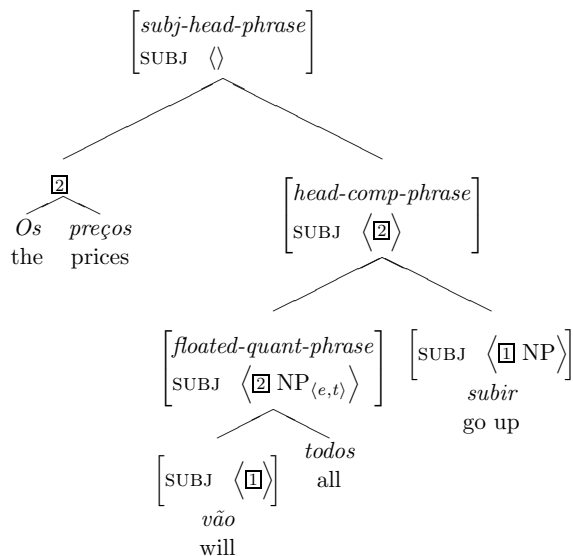 subj-head-phrase
SUBJ ⟨⟩
2
Os preços
the prices
head-comp-phrase
SUBJ ⟨2⟩
floated-quant-phrase
SUBJ ⟨2 NP⟨e,t⟩⟩
SUBJ ⟨1 NP⟩
subir
go up
SUBJ ⟨1⟩
vão
will
todos
all